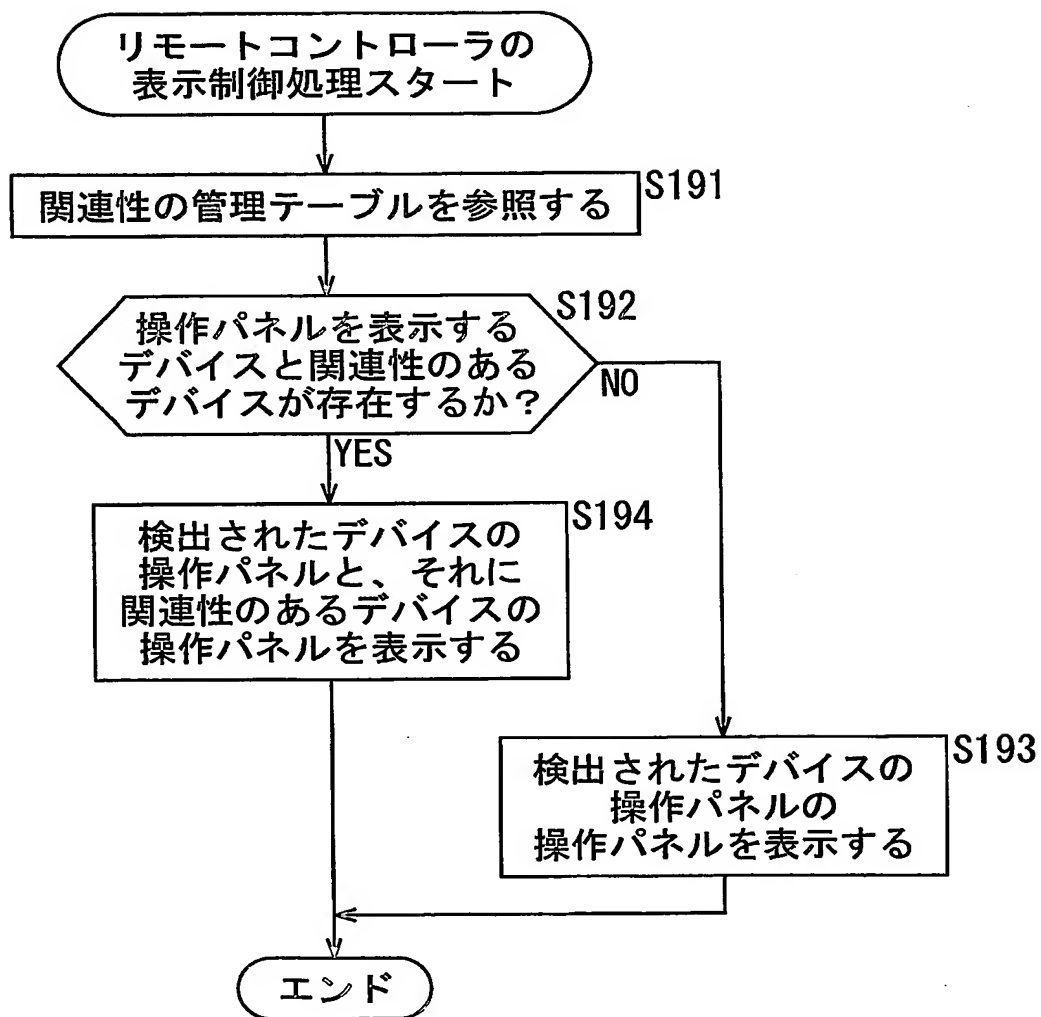 リモートコントローラの
表示制御処理スタート
関連性の管理テーブルを参照する
S191
操作パネルを表示する
デバイスと関連性のある
デバイスが存在するか?
S192
NO
YES
検出されたデバイスの
操作パネルと、それに
関連性のあるデバイスの
操作パネルを表示する
S194
検出されたデバイスの
操作パネルの
操作パネルを表示する
S193
エンド